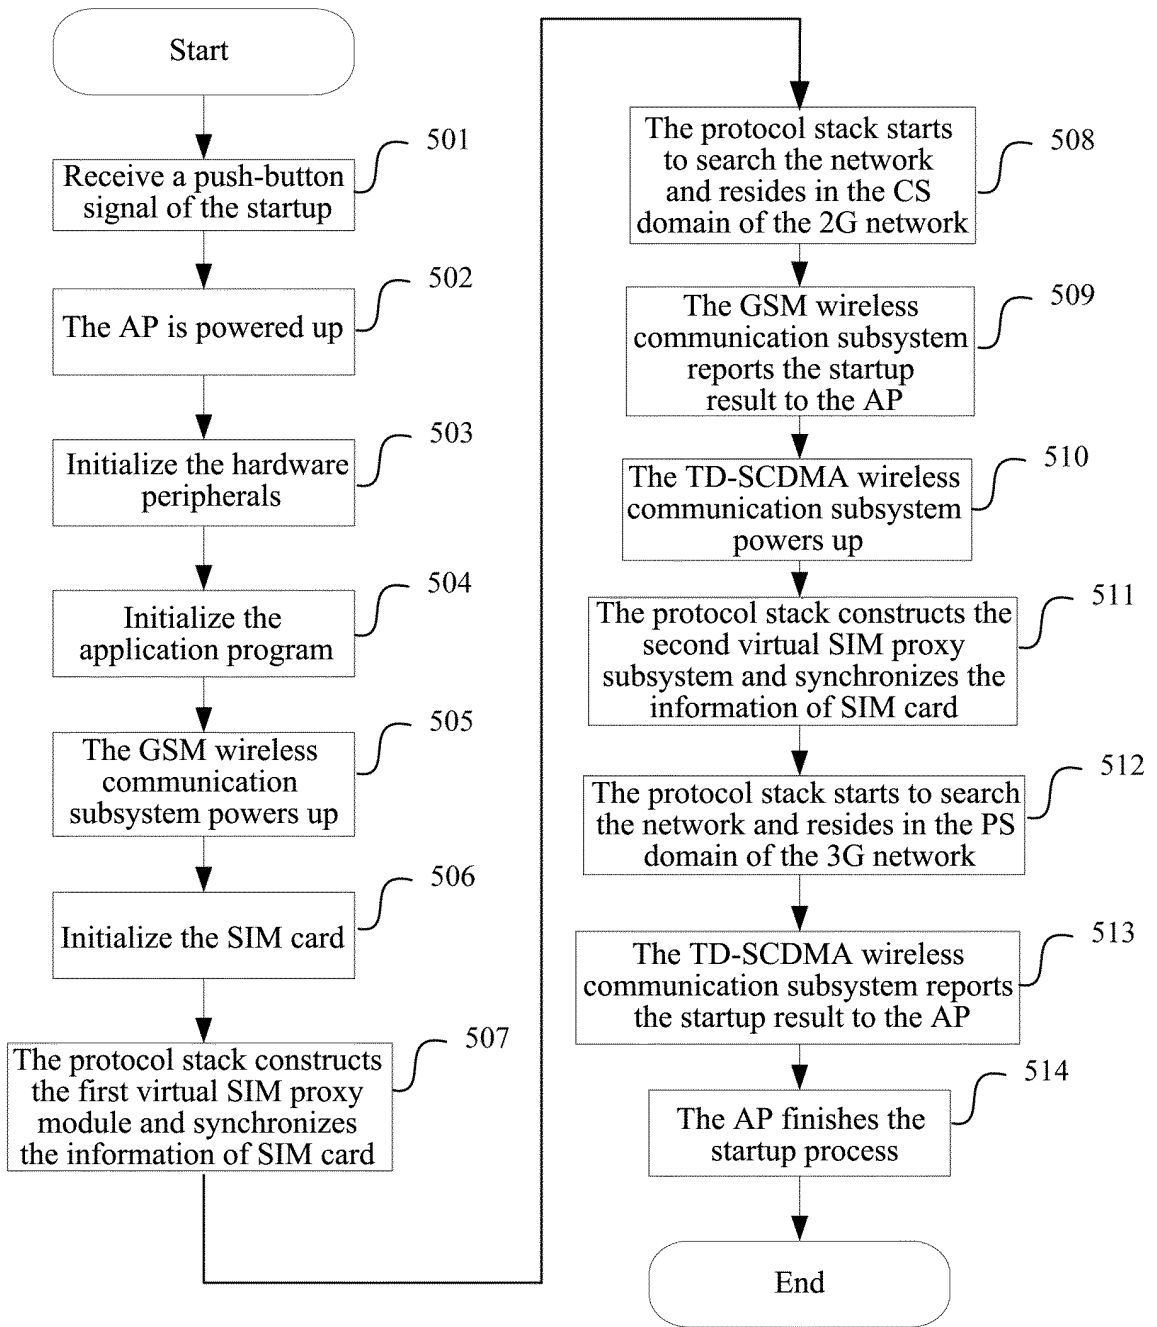 Start
501
Receive a push-button
signal of the startup
502
The AP is powered up
503
Initialize the hardware
peripherals
504
Initialize the
application program
505
The GSM wireless
communication
subsystem powers up
506
Initialize the SIM card
507
The protocol stack constructs
the first virtual SIM proxy
module and synchronizes
the information of SIM card
508
The protocol stack starts
to search the network
and resides in the CS
domain of the 2G network
509
The GSM wireless
communication subsystem
reports the startup
result to the AP
510
The TD-SCDMA wireless
communication subsystem
powers up
511
The protocol stack constructs the
second virtual SIM proxy
subsystem and synchronizes the
information of SIM card
512
The protocol stack starts to search
the network and resides in the PS
domain of the 3G network
513
The TD-SCDMA wireless
communication subsystem reports
the startup result to the AP
514
The AP finishes the
startup process
End